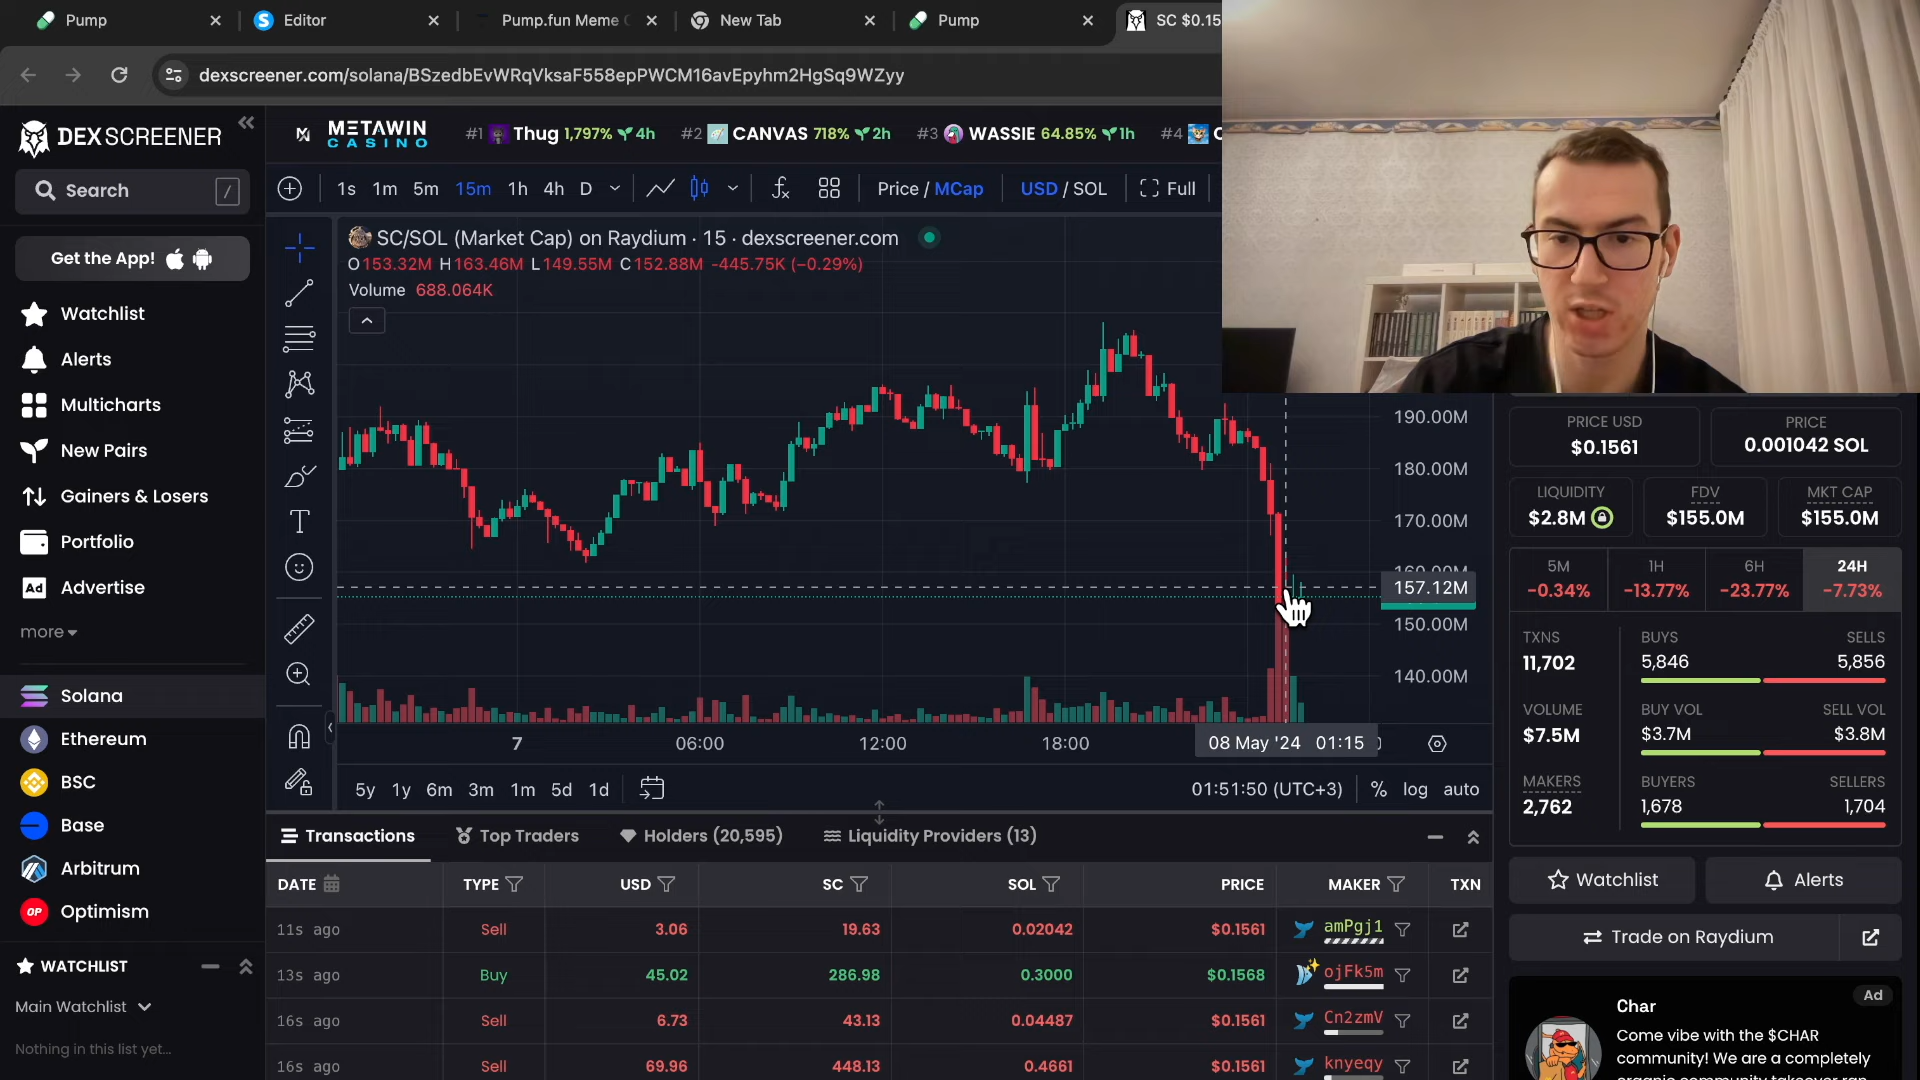 Pump
Editor
Pump.fun Meme C
New Tab
Pump
SC $0.15
dexscreener.com/solana/BSzedbEvWRqVksaF558epPWCM16avEpyhm2HgSq9WZyy
DEX SCREENER
METAWIN
CASINO
#1 Thug 1,797% 4h
#2 CANVAS 718% 2h
#3 WASSIE 64.85% 1h
#4
Search /
Get the App!
Watchlist
Alerts
Multicharts
New Pairs
Gainers & Losers
Portfolio
Ad Advertise
more
Solana
Ethereum
BSC
Base
Arbitrum
OP Optimism
WATCHLIST
Main Watchlist
Nothing in this list yet...
1s 1m 5m 15m 1h 4h D Price / MCap USD / SOL Full
SC/SOL (Market Cap) on Raydium · 15 · dexscreener.com
O153.32M H163.46M L149.55M C152.88M -445.75K (−0.29%)
Volume 688.064K
190.00M
180.00M
170.00M
160.00M
157.12M
150.00M
140.00M
7 06:00 12:00 18:00 08 May '24 01:15
5y 1y 6m 3m 1m 5d 1d 01:51:50 (UTC+3) % log auto
Transactions Top Traders Holders (20,595) Liquidity Providers (13)
DATE TYPE USD SC SOL PRICE MAKER TXN
11s ago Sell 3.06 19.63 0.02042 $0.1561 amPgj1
13s ago Buy 45.02 286.98 0.3000 $0.1568 ojFk5m
16s ago Sell 6.73 43.13 0.04487 $0.1561 Cn2zmV
16s ago Sell 69.96 448.13 0.4661 $0.1561 knyeqy
PRICE USD PRICE
$0.1561 0.001042 SOL
LIQUIDITY FDV MKT CAP
$2.8M $155.0M $155.0M
5M 1H 6H 24H
-0.34% -13.77% -23.77% -7.73%
TXNS BUYS SELLS
11,702 5,846 5,856
VOLUME BUY VOL SELL VOL
$7.5M $3.7M $3.8M
MAKERS BUYERS SELLERS
2,762 1,678 1,704
Watchlist Alerts
Trade on Raydium
Ad
Char
Come vibe with the $CHAR
community! We are a completely